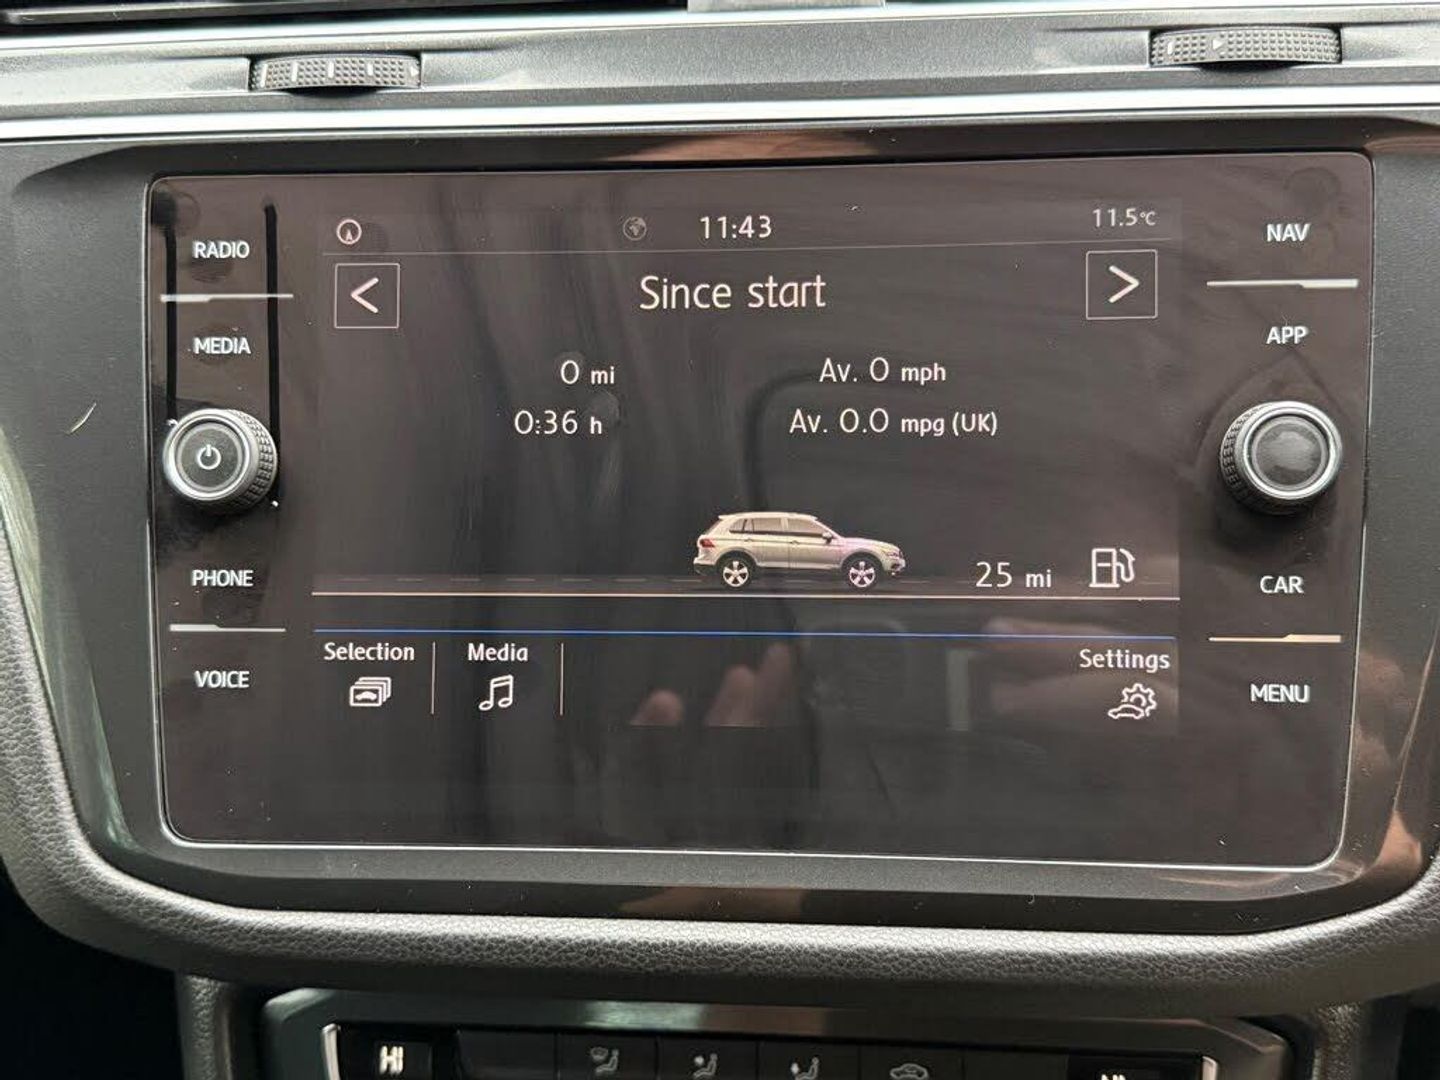 RADIO
MEDIA
PHONE
VOICE
11:43
11.5°C
<
Since start
>
0 mi
Av. 0 mph
0:36 h
Av. 0.0 mpg (UK)
25 mi
Selection
Media
Settings
NAV
APP
CAR
MENU
HI